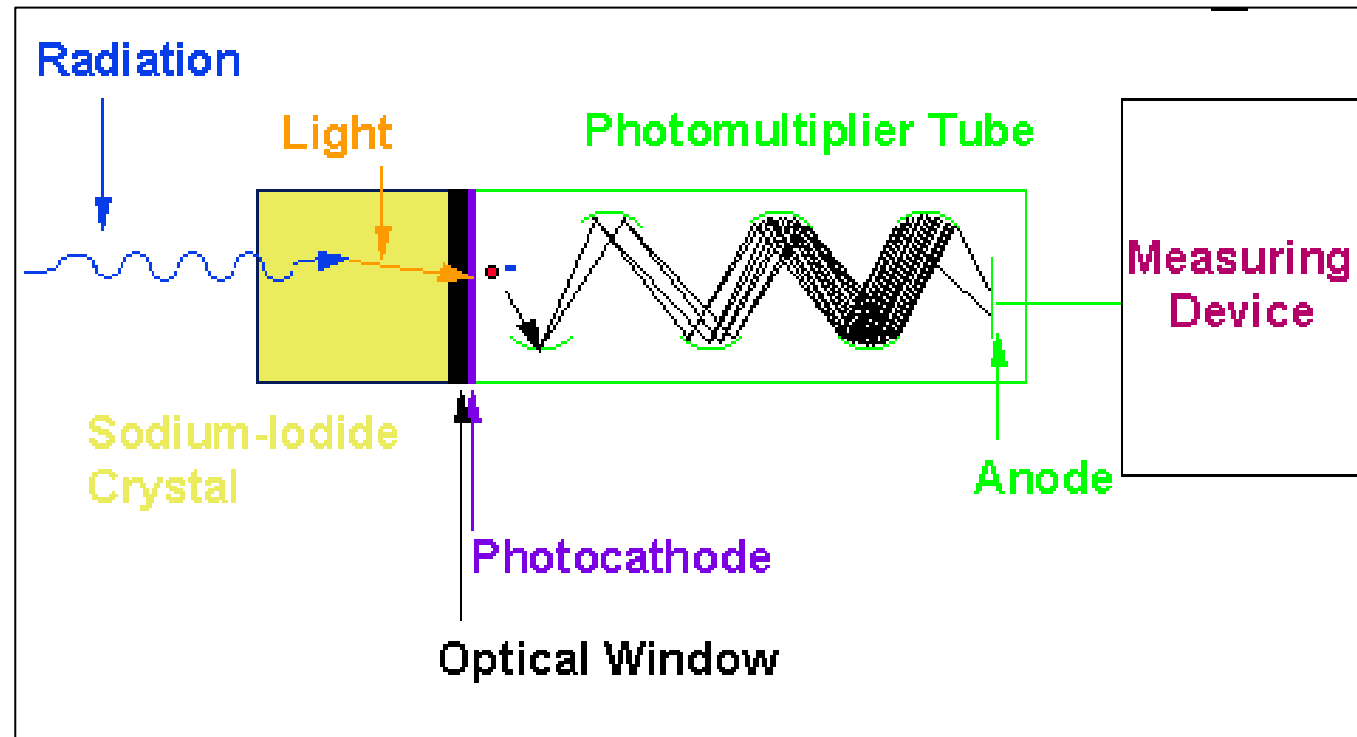 Radiation
Light
Photomultiplier Tube
Measuring
Device
Sodium-Iodide
Crystal
Anode
Photocathode
Optical Window